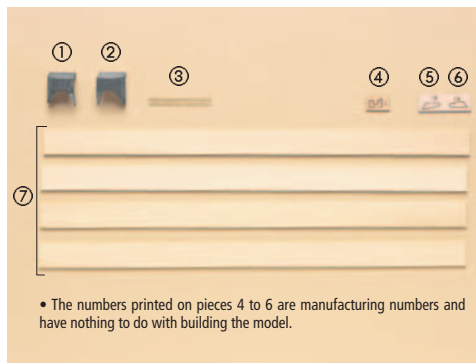 ① ② ③ ④ ⑤ ⑥
⑦
• The numbers printed on pieces 4 to 6 are manufacturing numbers and
have nothing to do with building the model.